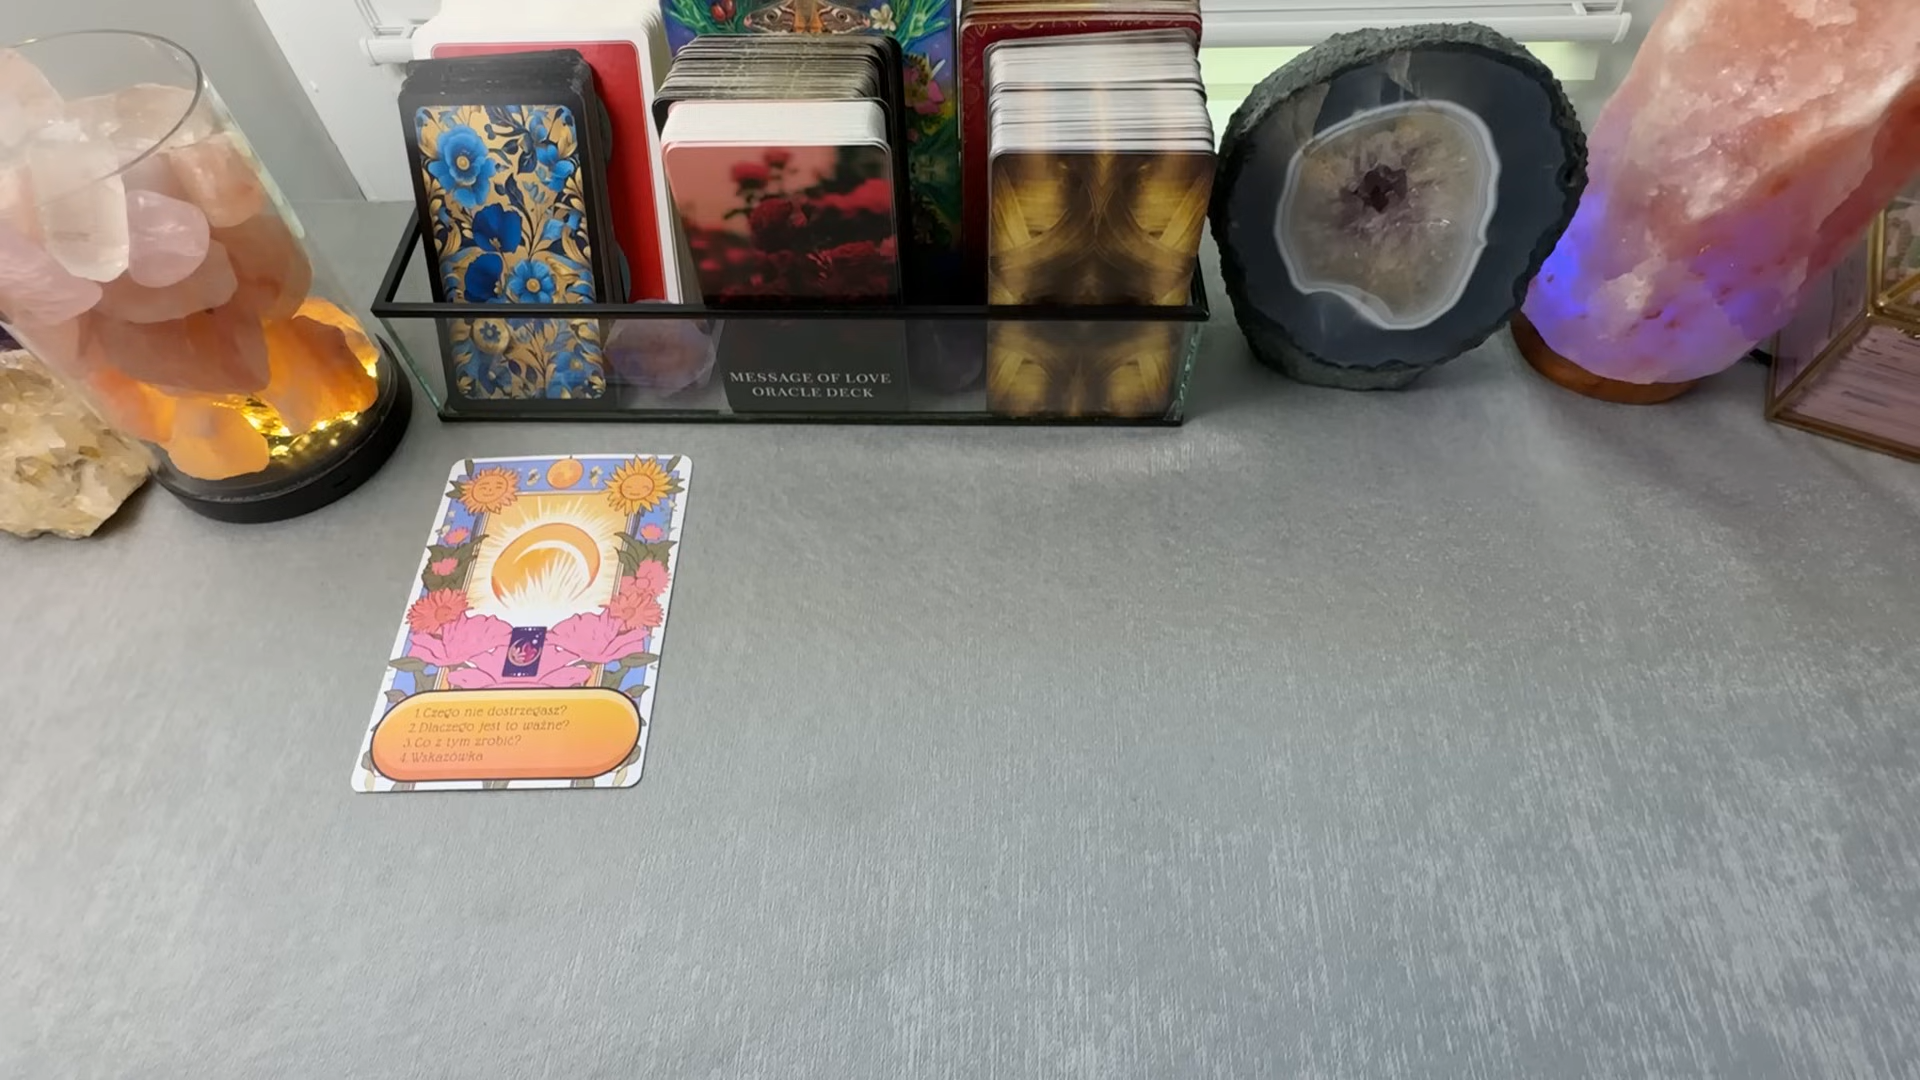 MESSAGE OF LOVE
ORACLE DECK
1. Czego nie dostrzegasz?
2. Dlaczego jest to ważne?
3. Co z tym zrobić?
4. Wskazówka